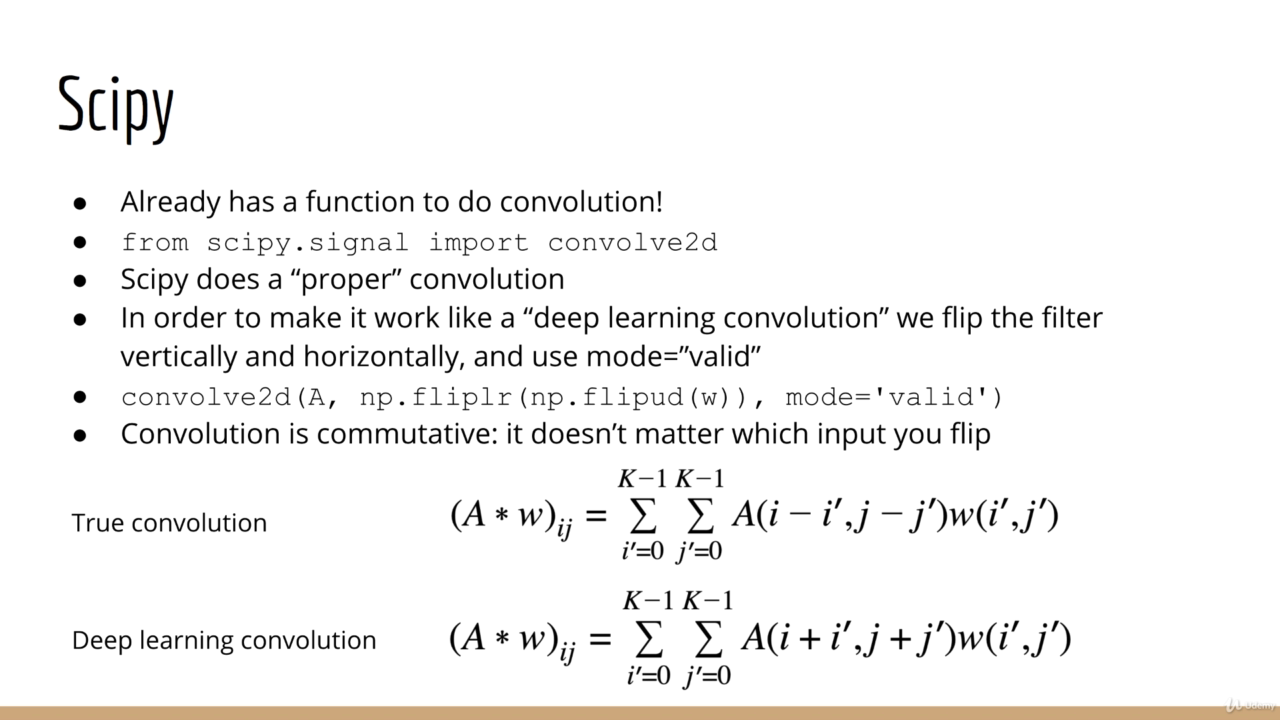 Scipy
● Already has a function to do convolution!
● from scipy.signal import convolve2d
● Scipy does a “proper” convolution
● In order to make it work like a “deep learning convolution” we flip the filter
vertically and horizontally, and use mode=”valid”
● convolve2d(A, np.fliplr(np.flipud(w)), mode='valid')
● Convolution is commutative: it doesn’t matter which input you flip
True convolution (A * w)_{ij} = \sum_{i′=0}^{K−1} \sum_{j′=0}^{K−1} A(i − i′, j − j′)w(i′, j′)
Deep learning convolution (A * w)_{ij} = \sum_{i′=0}^{K−1} \sum_{j′=0}^{K−1} A(i + i′, j + j′)w(i′, j′)
Udemy